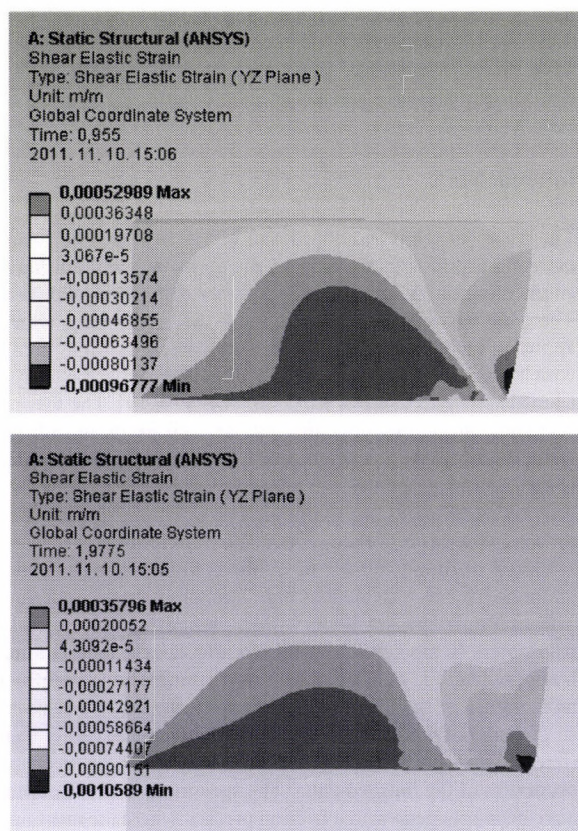 A: Static Structural (ANSYS)
Shear Elastic Strain
Type: Shear Elastic Strain ( YZ Plane )
Unit: m/m
Global Coordinate System
Time: 0,955
2011. 11. 10. 15:06
0,00052989 Max
0,00036348
0,00019708
3,067e-5
-0,00013574
-0,00030214
-0,00046855
-0,00063496
-0,00080137
-0,00096777 Min
A: Static Structural (ANSYS)
Shear Elastic Strain
Type: Shear Elastic Strain ( YZ Plane )
Unit: m/m
Global Coordinate System
Time: 1,9775
2011. 11. 10. 15:05
0,00035796 Max
0,00020052
4,3092e-5
-0,00011434
-0,00027177
-0,00042921
-0,00058664
-0,00074407
-0,00090151
-0,0010589 Min